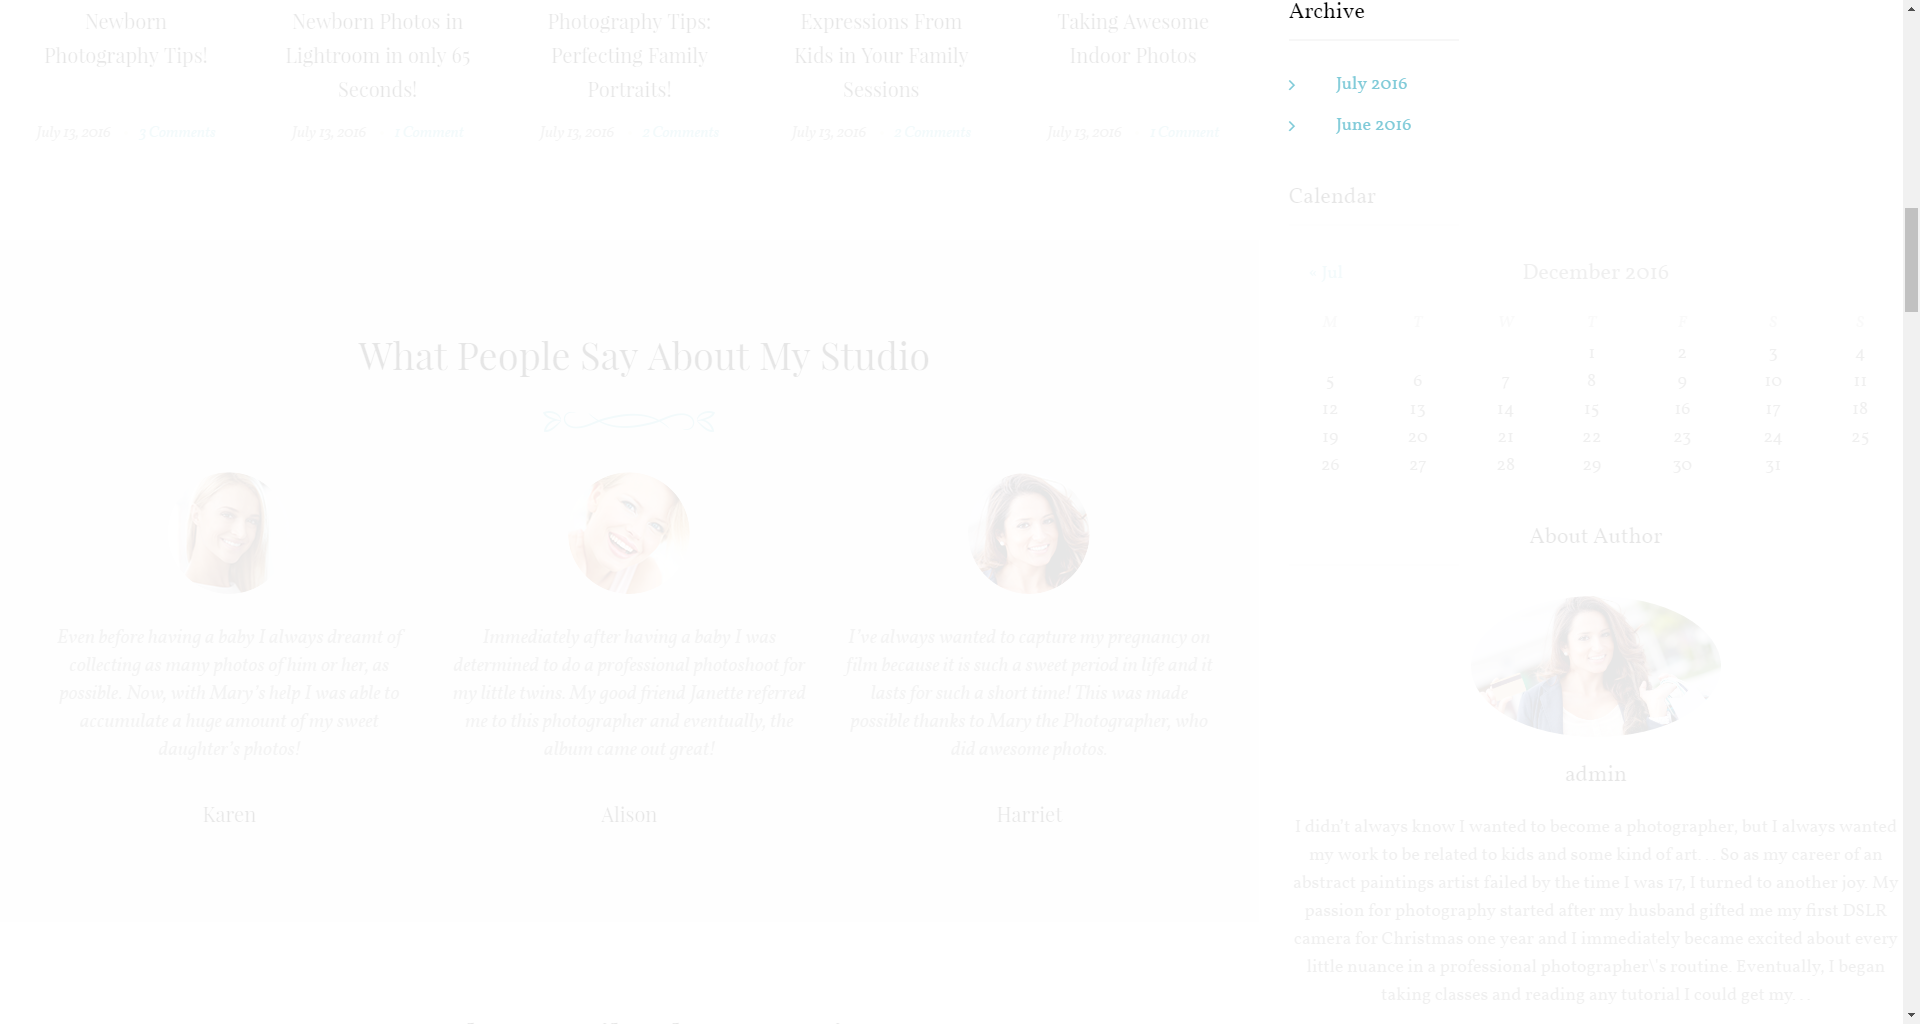 Newborn
Photography Tips!
July 13, 2016 3 Comments
Newborn Photos in
Lightroom in only 65
Seconds!
July 13, 2016 1 Comment
Photography Tips:
Perfecting Family
Portraits!
July 13, 2016 2 Comments
Expressions From
Kids in Your Family
Sessions
July 13, 2016 2 Comments
Taking Awesome
Indoor Photos
July 13, 2016 1 Comment
What People Say About My Studio
Even before having a baby I always dreamt of
collecting as many photos of him or her, as
possible. Now, with Mary's help I was able to
accumulate a huge amount of my sweet
daughter's photos!
Karen
Immediately after having a baby I was
determined to do a professional photoshoot for
my little twins. My good friend Janette referred
me to this photographer and eventually, the
album came out great!
Alison
I've always wanted to capture my pregnancy on
film because it is such a sweet period in life and it
lasts for such a short time! This was made
possible thanks to Mary the Photographer, who
did awesome photos.
Harriet
Archive
July 2016
June 2016
Calendar
« Jul December 2016
M T W T F S S
1 2 3 4
5 6 7 8 9 10 11
12 13 14 15 16 17 18
19 20 21 22 23 24 25
26 27 28 29 30 31
About Author
admin
I didn't always know I wanted to become a photographer, but I always wanted
my work to be related to kids and some kind of art… So as my career of an
abstract paintings artist failed by the time I was 17, I turned to another joy. My
passion for photography started after my husband gifted me my first DSLR
camera for Christmas one year and I immediately became excited about every
little nuance in a professional photographer\'s routine. Eventually, I began
taking classes and reading any tutorial I could get my. . .